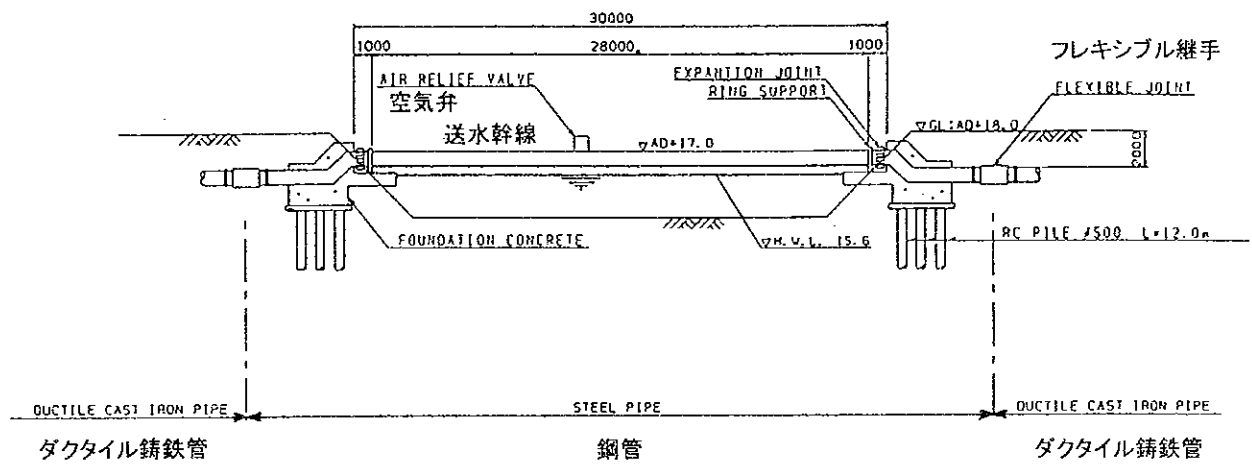 30000
1000 28000. 1000
フレキシブル継手
AIR RELIEF VALVE
EXPANTION JOINT
FLEXIBLE JOINT
空気弁
RING SUPPORT
送水幹線
▽AD+17.0
▽GL:AD+18.0
FOUNDATION CONCRETE
▽H.W.L. 15.6
RC PILE L=12.0m
DUCTILE CAST IRON PIPE
STEEL PIPE
DUCTILE CAST IRON PIPE
ダクタイル鋳鉄管
鋼管
ダクタイル鋳鉄管